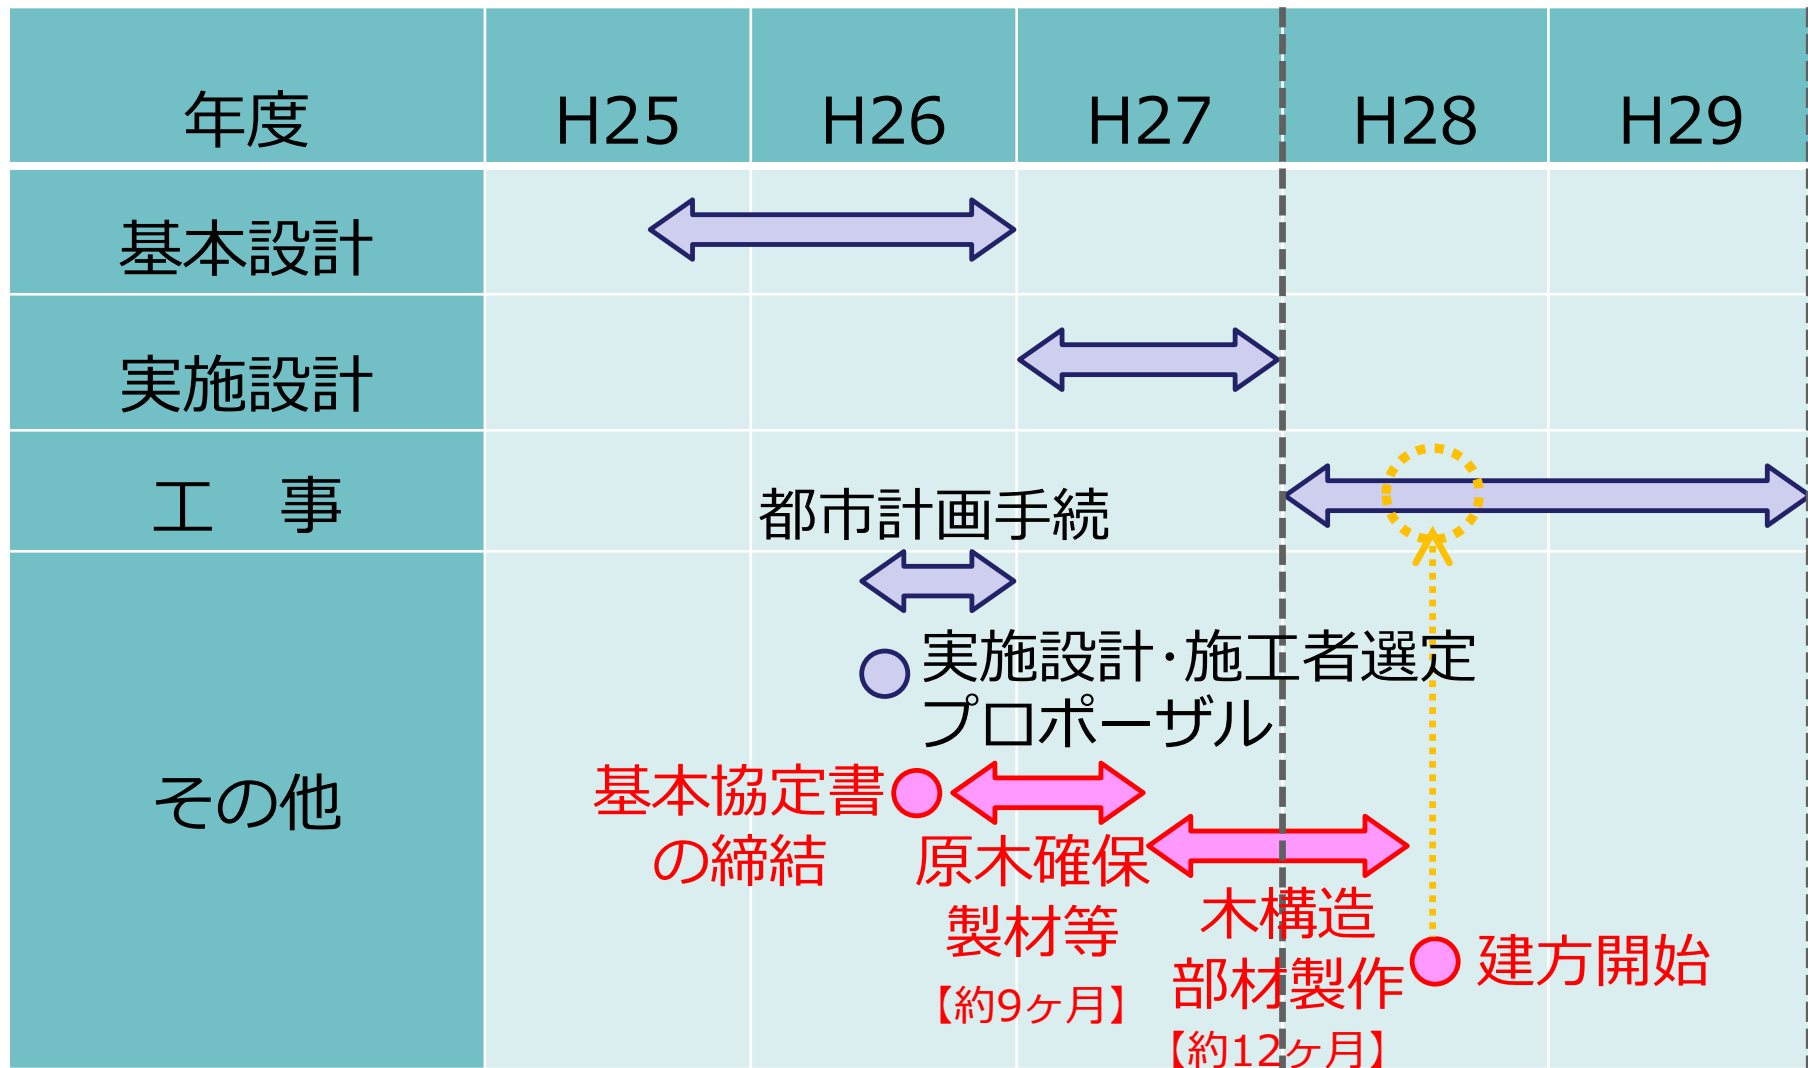 年度 H25 H26 H27 H28 H29
基本設計
実施設計
工　事
都市計画手続
その他
実施設計・施工者選定
プロポーザル
基本協定書
の締結
原木確保
製材等
【約9ヶ月】
木構造
部材製作
【約12ヶ月】
建方開始